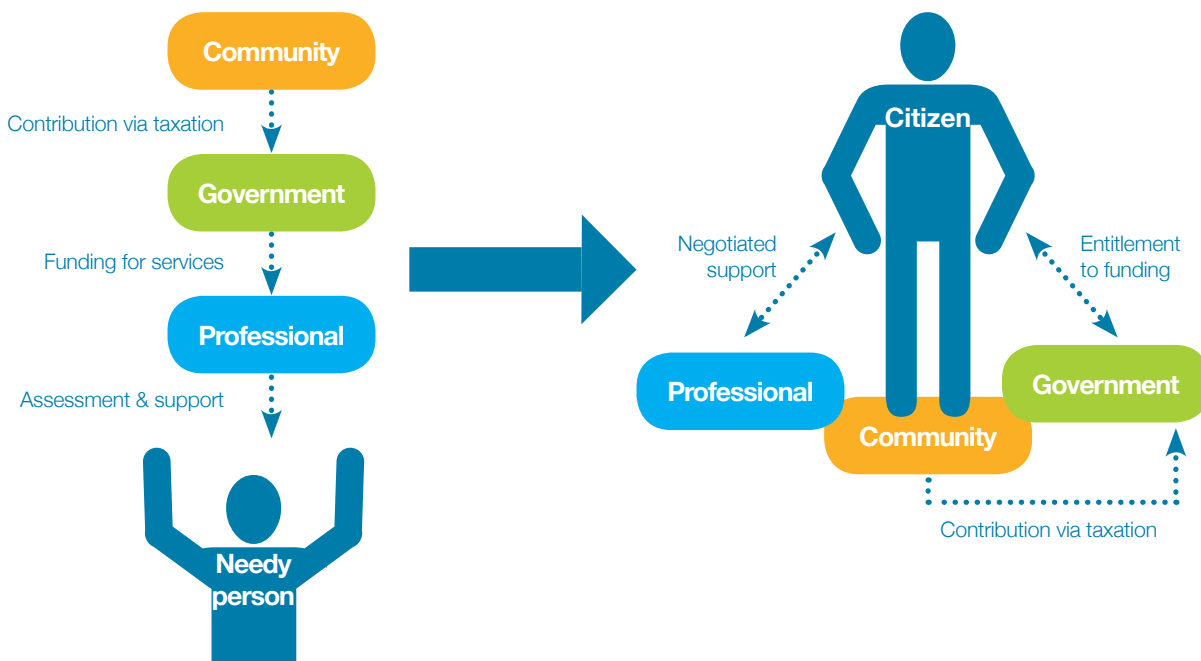 Community
Contribution via taxation
Government
Funding for services
Professional
Assessment & support
Needy
person
Citizen
Negotiated
support
Entitlement
to funding
Professional
Government
Community
Contribution via taxation